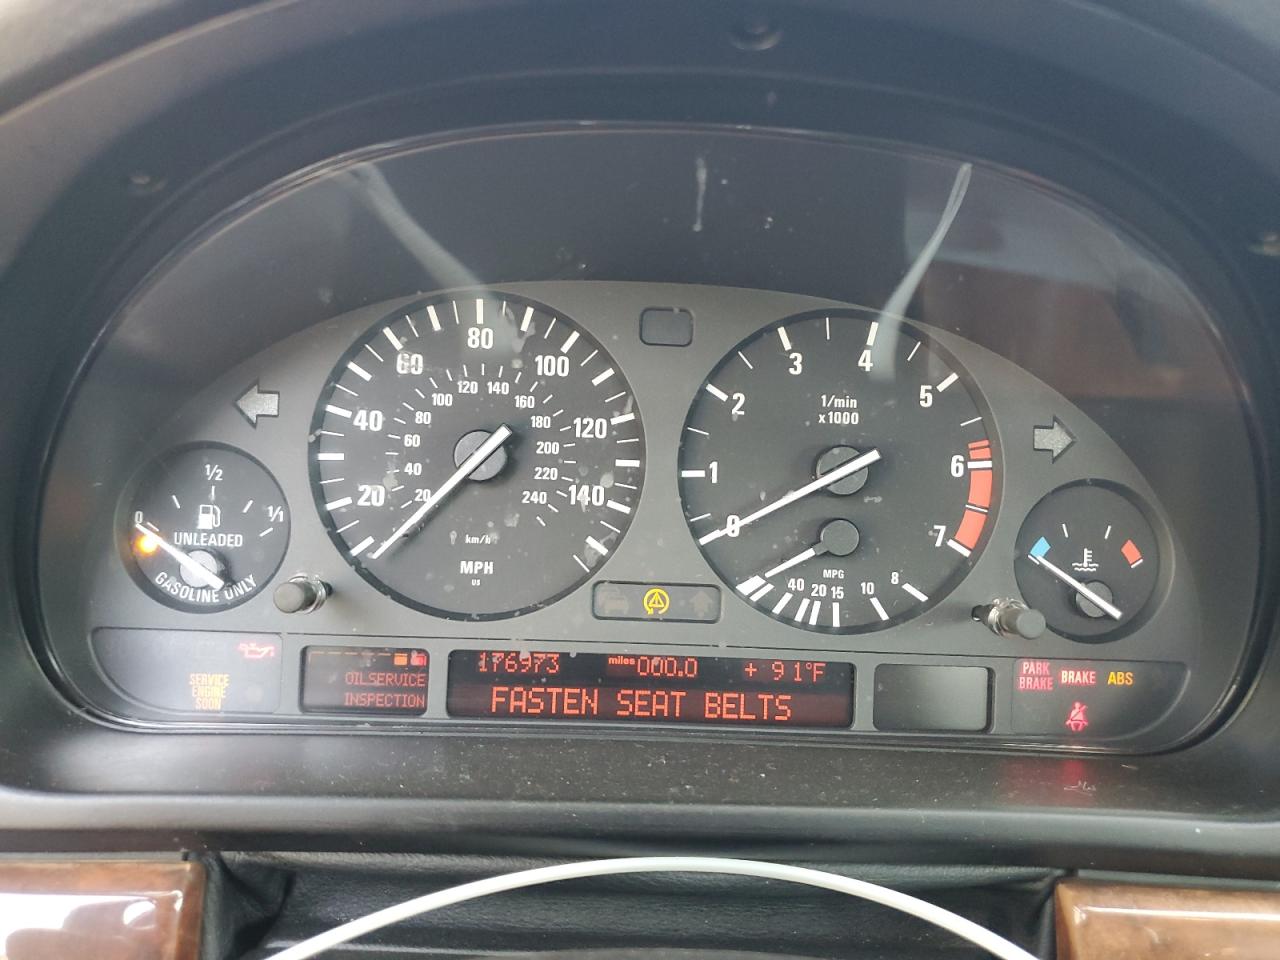 80
60
100
40
120
20
140
120 140
100
160
80
180
60
200
40
220
20
240
km/h
MPH
US
3
4
2
5
1
6
0
7
1/min
x1000
MPG
40 20 15 10 8
1/2
0
1/1
UNLEADED
GASOLINE ONLY
SERVICE
ENGINE
SOON
OILSERVICE
INSPECTION
176973 miles 000.0 +91°F
FASTEN SEAT BELTS
PARK
BRAKE
BRAKE
ABS